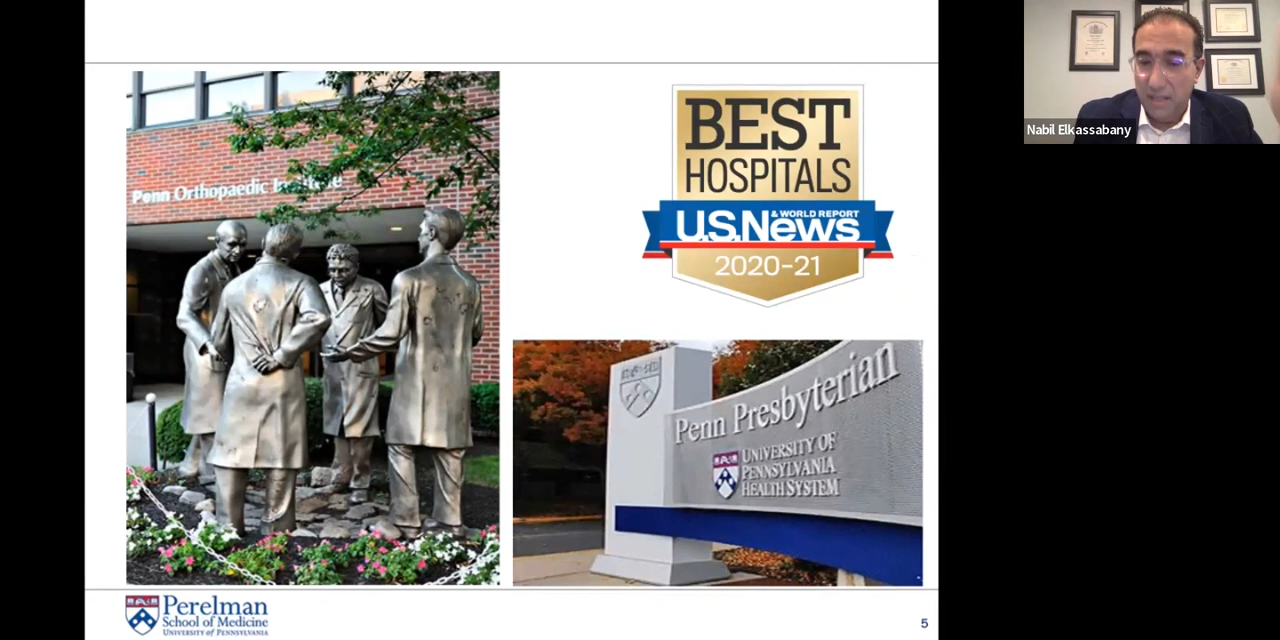 Penn Orthopaedic
BEST
HOSPITALS
U.S.News
& WORLD REPORT
2020-21
Penn Presbyterian
UNIVERSITY OF
PENNSYLVANIA
HEALTH SYSTEM
Perelman
School of Medicine
UNIVERSITY of PENNSYLVANIA
5
Nabil Elkassabany